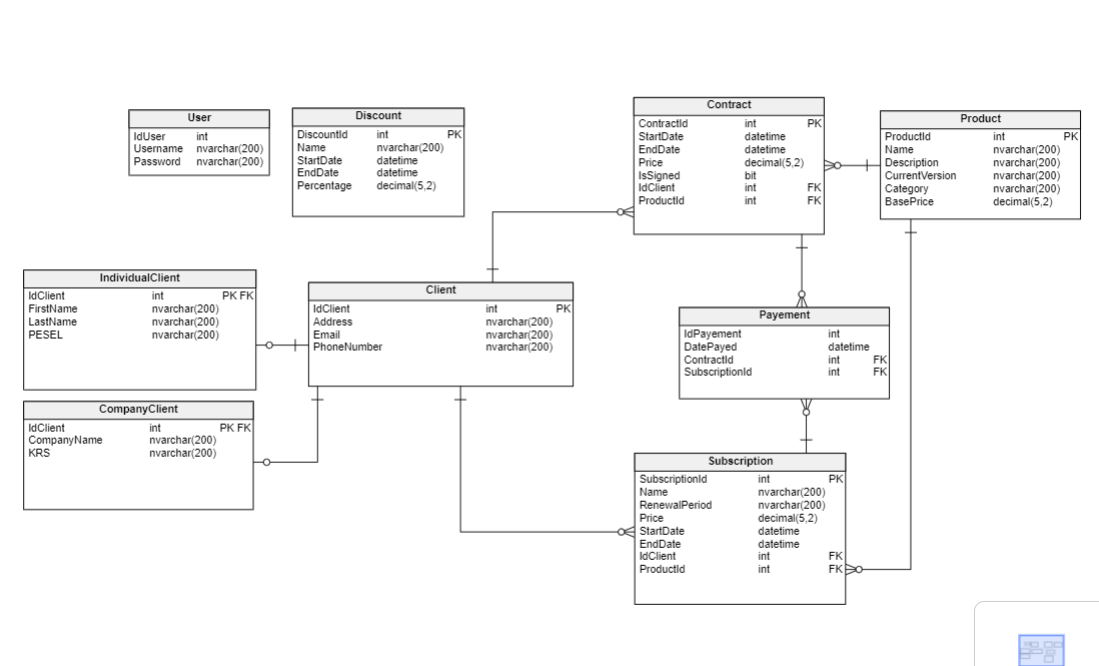 User
IdUser int
Username nvarchar(200)
Password nvarchar(200)
Discount
DiscountId int PK
Name nvarchar(200)
StartDate datetime
EndDate datetime
Percentage decimal(5,2)
Contract
ContractId int PK
StartDate datetime
EndDate datetime
Price decimal(5,2)
IsSigned bit
IdClient int FK
ProductId int FK
Product
ProductId int PK
Name nvarchar(200)
Description nvarchar(200)
CurrentVersion nvarchar(200)
Category nvarchar(200)
BasePrice decimal(5,2)
IndividualClient
IdClient int PK FK
FirstName nvarchar(200)
LastName nvarchar(200)
PESEL nvarchar(200)
Client
IdClient int PK
Address nvarchar(200)
Email nvarchar(200)
PhoneNumber nvarchar(200)
Payement
IdPayement int
DatePayed datetime
ContractId int FK
SubscriptionId int FK
CompanyClient
IdClient int PK FK
CompanyName nvarchar(200)
KRS nvarchar(200)
Subscription
SubscriptionId int PK
Name nvarchar(200)
RenewalPeriod nvarchar(200)
Price decimal(5,2)
StartDate datetime
EndDate datetime
IdClient int FK
ProductId int FK